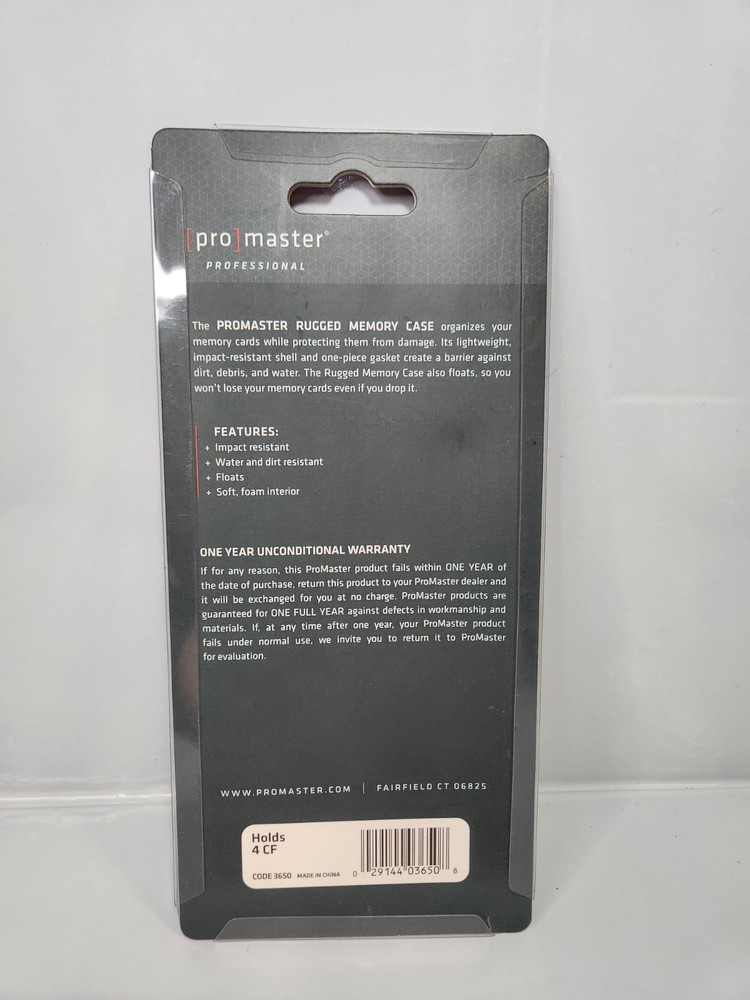 [pro]master®
PROFESSIONAL
The PROMASTER RUGGED MEMORY CASE organizes your
memory cards while protecting them from damage. Its lightweight,
impact-resistant shell and one-piece gasket create a barrier against
dirt, debris, and water. The Rugged Memory Case also floats, so you
won't lose your memory cards even if you drop it.
FEATURES:
+ Impact resistant
+ Water and dirt resistant
+ Floats
+ Soft, foam interior
ONE YEAR UNCONDITIONAL WARRANTY
If for any reason, this ProMaster product fails within ONE YEAR of
the date of purchase, return this product to your ProMaster dealer and
it will be exchanged for you at no charge. ProMaster products are
guaranteed for ONE FULL YEAR against defects in workmanship and
materials. If, at any time after one year, your ProMaster product
fails under normal use, we invite you to return it to ProMaster
for evaluation.
WWW.PROMASTER.COM | FAIRFIELD CT 06825
Holds
4 CF
CODE 3650 MADE IN CHINA
0 29144 03650 8